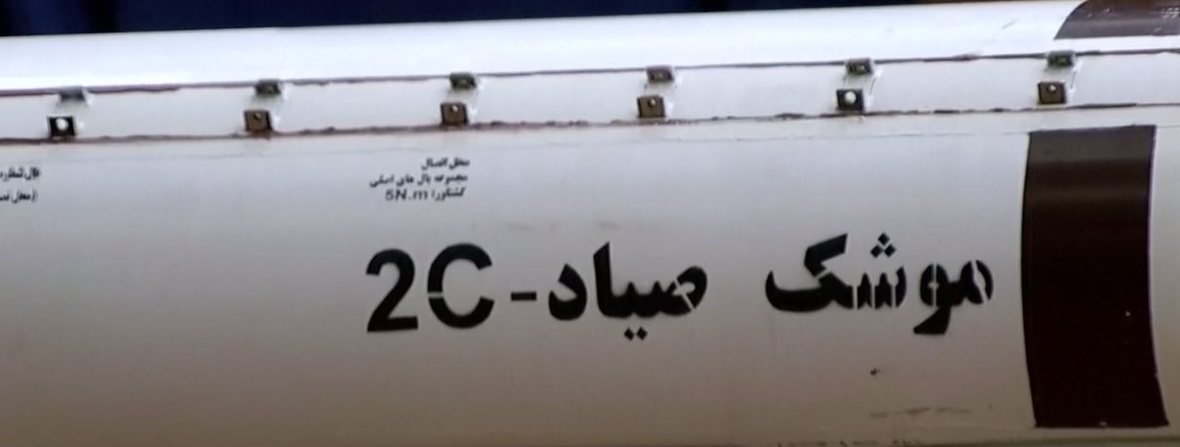 محل اتصال
مجموعه بال های اصلی
گشتاور: 5N.m
موشک صیاد-2C